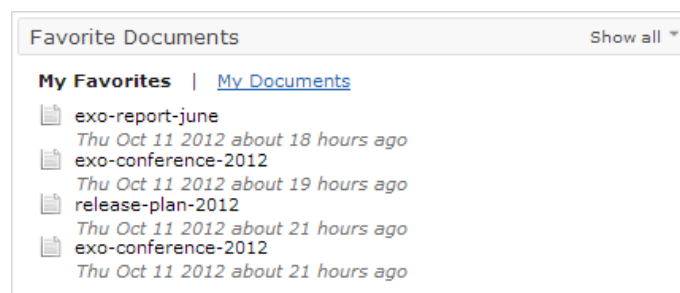 Favorite Documents Show all
My Favorites | My Documents
exo-report-june
Thu Oct 11 2012 about 18 hours ago
exo-conference-2012
Thu Oct 11 2012 about 19 hours ago
release-plan-2012
Thu Oct 11 2012 about 21 hours ago
exo-conference-2012
Thu Oct 11 2012 about 21 hours ago